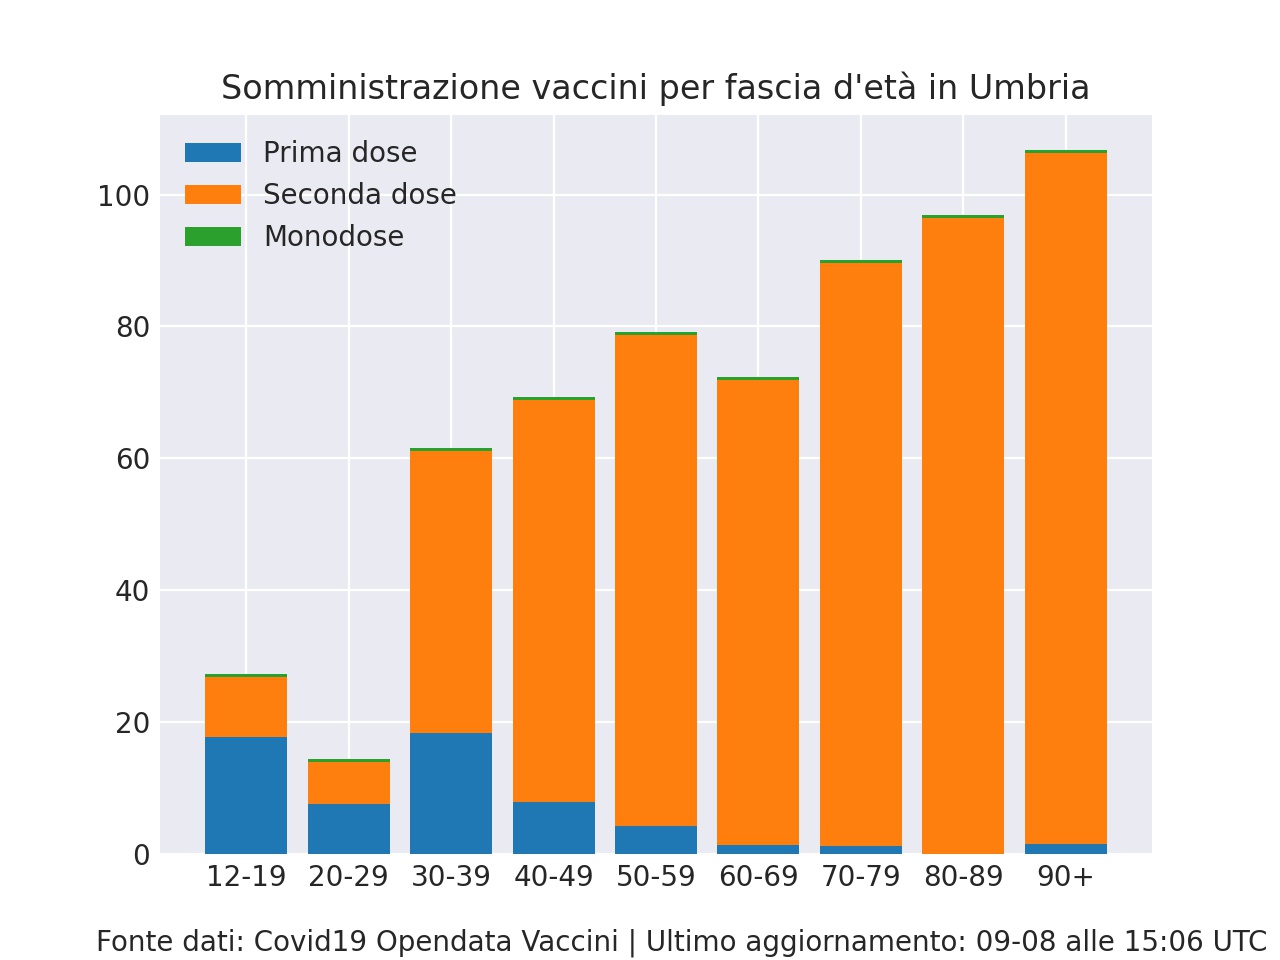 Somministrazione vaccini per fascia d'età in Umbria
Prima dose
Seconda dose
Monodose
100
80
60
40
20
0
12-19 20-29 30-39 40-49 50-59 60-69 70-79 80-89 90+
Fonte dati: Covid19 Opendata Vaccini | Ultimo aggiornamento: 09-08 alle 15:06 UTC